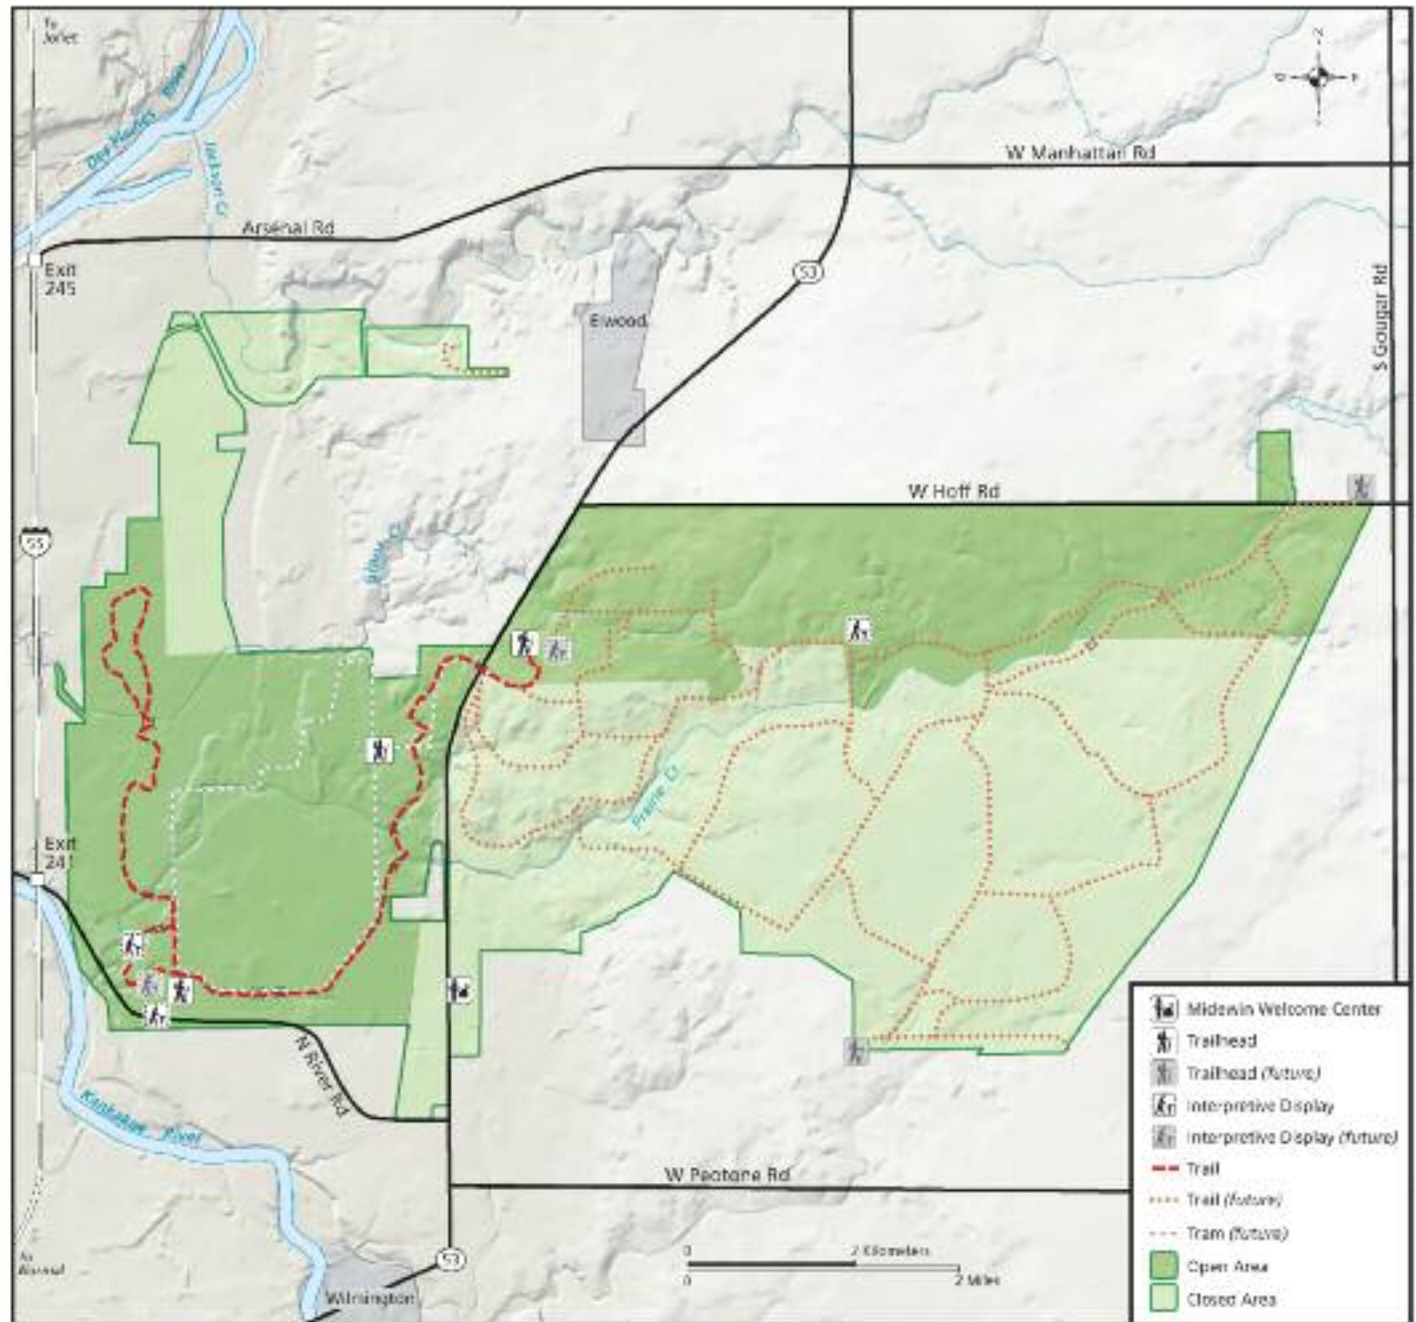 To
Joliet
Des Plaines River
Jackson Cr
W Manhattan Rd
Arsenal Rd
Exit
245
53
Elwood
S Gougar Rd
W Hoff Rd
55
Prairie Cr
Exit
241
N River Rd
Kankakee River
W Peotone Rd
53
Wilmington
To
Normal
0 2 Kilometers
0 2 Miles
Midewin Welcome Center
Trailhead
Trailhead (future)
Interpretive Display
Interpretive Display (future)
Trail
Trail (future)
Tram (future)
Open Area
Closed Area